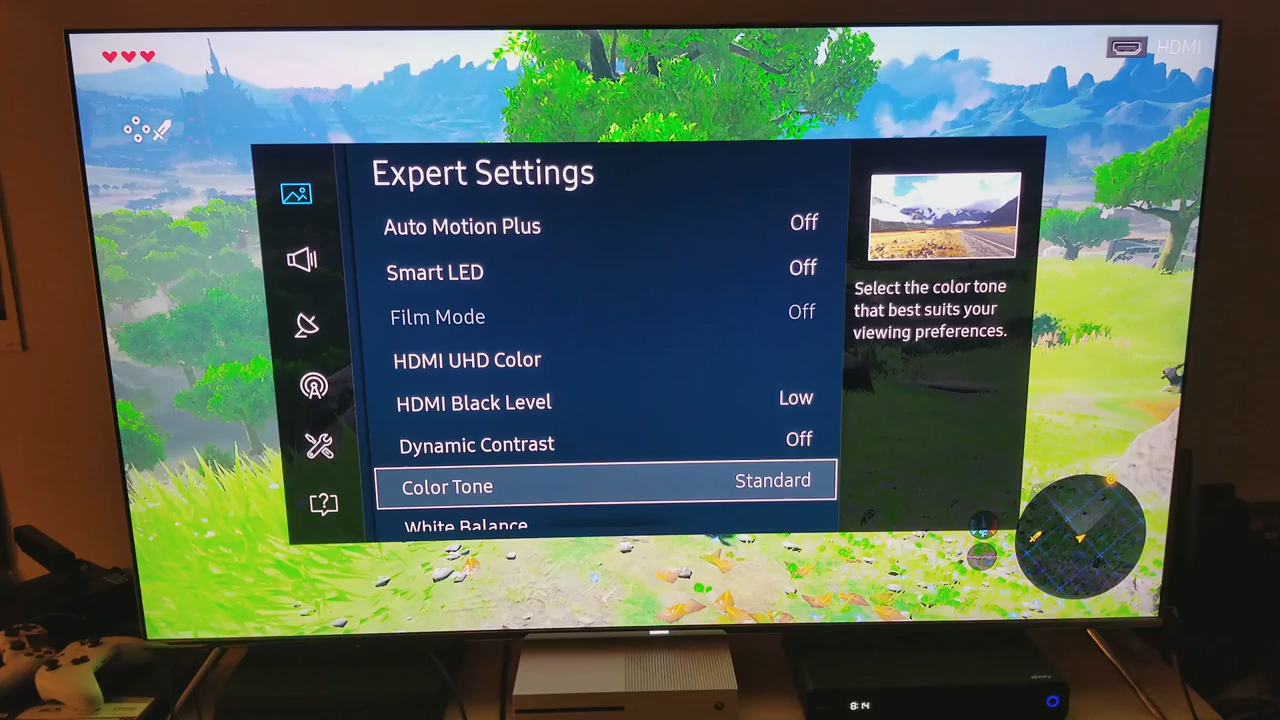 HDMI
Expert Settings
Auto Motion Plus Off
Smart LED Off
Film Mode Off
HDMI UHD Color
HDMI Black Level Low
Dynamic Contrast Off
Color Tone Standard
White Balance
Select the color tone
that best suits your
viewing preferences.
SAMSUNG
xfinity
8:14